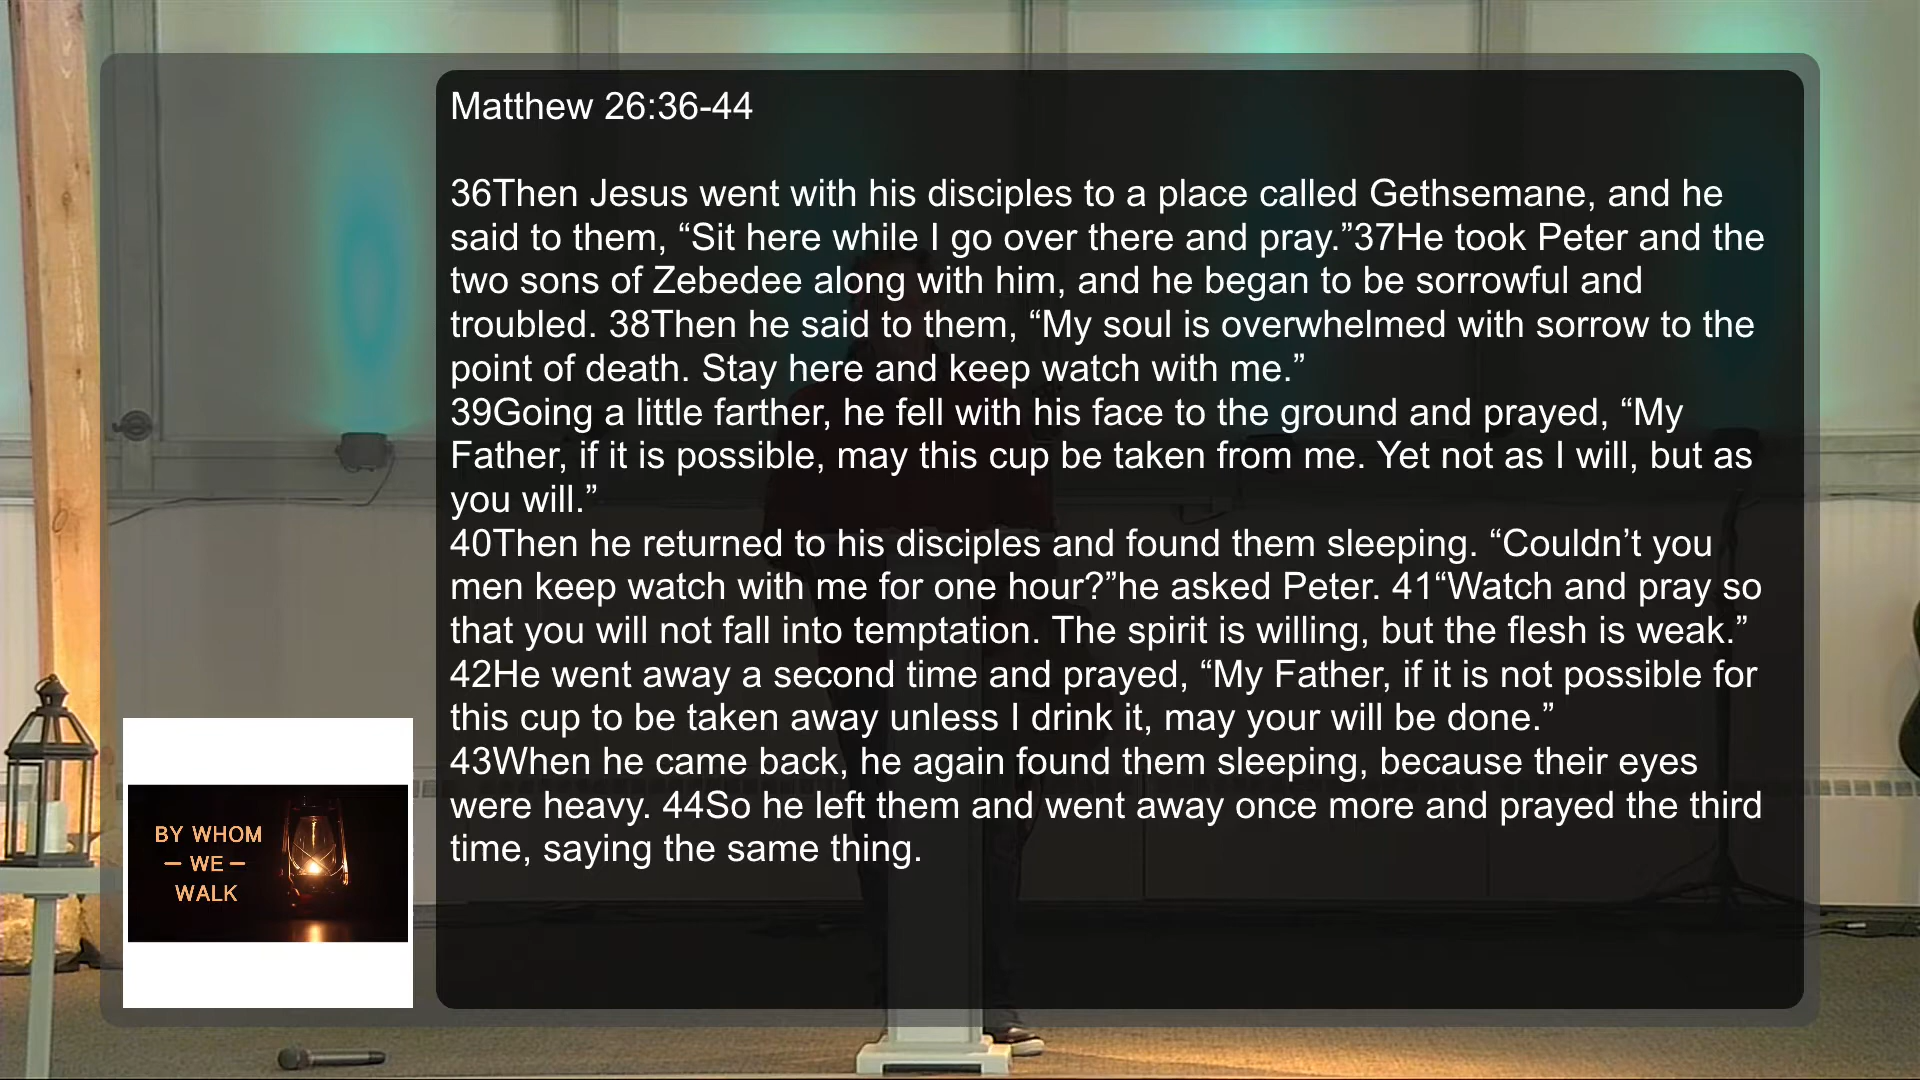 Matthew 26:36-44
36Then Jesus went with his disciples to a place called Gethsemane, and he
said to them, “Sit here while I go over there and pray.”37He took Peter and the
two sons of Zebedee along with him, and he began to be sorrowful and
troubled. 38Then he said to them, “My soul is overwhelmed with sorrow to the
point of death. Stay here and keep watch with me.”
39Going a little farther, he fell with his face to the ground and prayed, “My
Father, if it is possible, may this cup be taken from me. Yet not as I will, but as
you will.”
40Then he returned to his disciples and found them sleeping. “Couldn’t you
men keep watch with me for one hour?”he asked Peter. 41“Watch and pray so
that you will not fall into temptation. The spirit is willing, but the flesh is weak.”
42He went away a second time and prayed, “My Father, if it is not possible for
this cup to be taken away unless I drink it, may your will be done.”
43When he came back, he again found them sleeping, because their eyes
were heavy. 44So he left them and went away once more and prayed the third
time, saying the same thing.
BY WHOM
– WE –
WALK